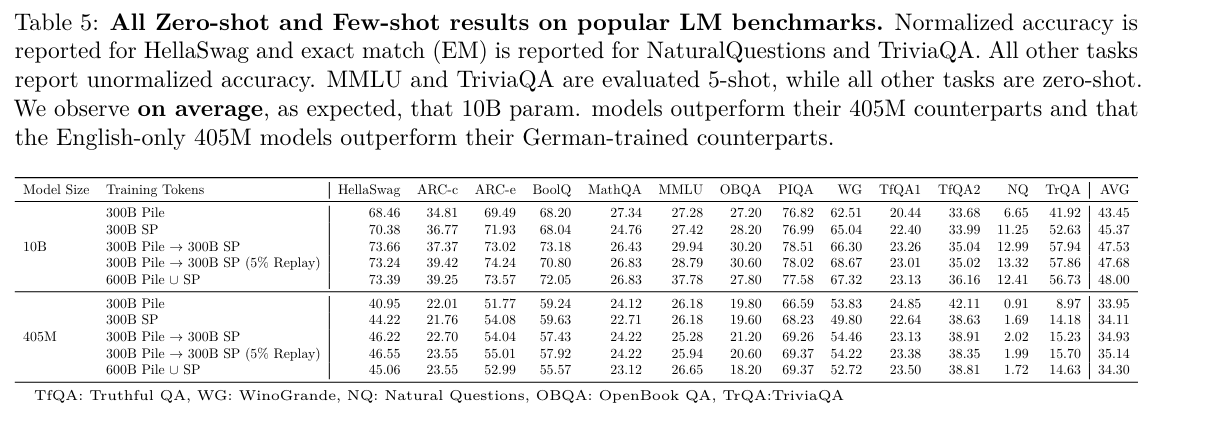 Table 5: All Zero-shot and Few-shot results on popular LM benchmarks. Normalized accuracy is
reported for HellaSwag and exact match (EM) is reported for NaturalQuestions and TriviaQA. All other tasks
report unormalized accuracy. MMLU and TriviaQA are evaluated 5-shot, while all other tasks are zero-shot.
We observe on average, as expected, that 10B param. models outperform their 405M counterparts and that
the English-only 405M models outperform their German-trained counterparts.
Model Size Training Tokens HellaSwag ARC-c ARC-e BoolQ MathQA MMLU OBQA PIQA WG TfQA1 TfQA2 NQ TrQA AVG
300B Pile 68.46 34.81 69.49 68.20 27.34 27.28 27.20 76.82 62.51 20.44 33.68 6.65 41.92 43.45
300B SP 70.38 36.77 71.93 68.04 24.76 27.42 28.20 76.99 65.04 22.40 33.99 11.25 52.63 45.37
10B 300B Pile → 300B SP 73.66 37.37 73.02 73.18 26.43 29.94 30.20 78.51 66.30 23.26 35.04 12.99 57.94 47.53
300B Pile → 300B SP (5% Replay) 73.24 39.42 74.24 70.80 26.83 28.79 30.60 78.02 68.67 23.01 35.02 13.32 57.86 47.68
600B Pile ∪ SP 73.39 39.25 73.57 72.05 26.83 37.78 27.80 77.58 67.32 23.13 36.16 12.41 56.73 48.00
300B Pile 40.95 22.01 51.77 59.24 24.12 26.18 19.80 66.59 53.83 24.85 42.11 0.91 8.97 33.95
300B SP 44.22 21.76 54.08 59.63 22.71 26.18 19.60 68.23 49.80 22.64 38.63 1.69 14.18 34.11
405M 300B Pile → 300B SP 46.22 22.70 54.04 57.43 24.22 25.28 21.20 69.26 54.46 23.13 38.91 2.02 15.23 34.93
300B Pile → 300B SP (5% Replay) 46.55 23.55 55.01 57.92 24.22 25.94 20.60 69.37 54.22 23.38 38.35 1.99 15.70 35.14
600B Pile ∪ SP 45.06 23.55 52.99 55.57 23.12 26.65 18.20 69.37 52.72 23.50 38.81 1.72 14.63 34.30
TfQA: Truthful QA, WG: WinoGrande, NQ: Natural Questions, OBQA: OpenBook QA, TrQA:TriviaQA